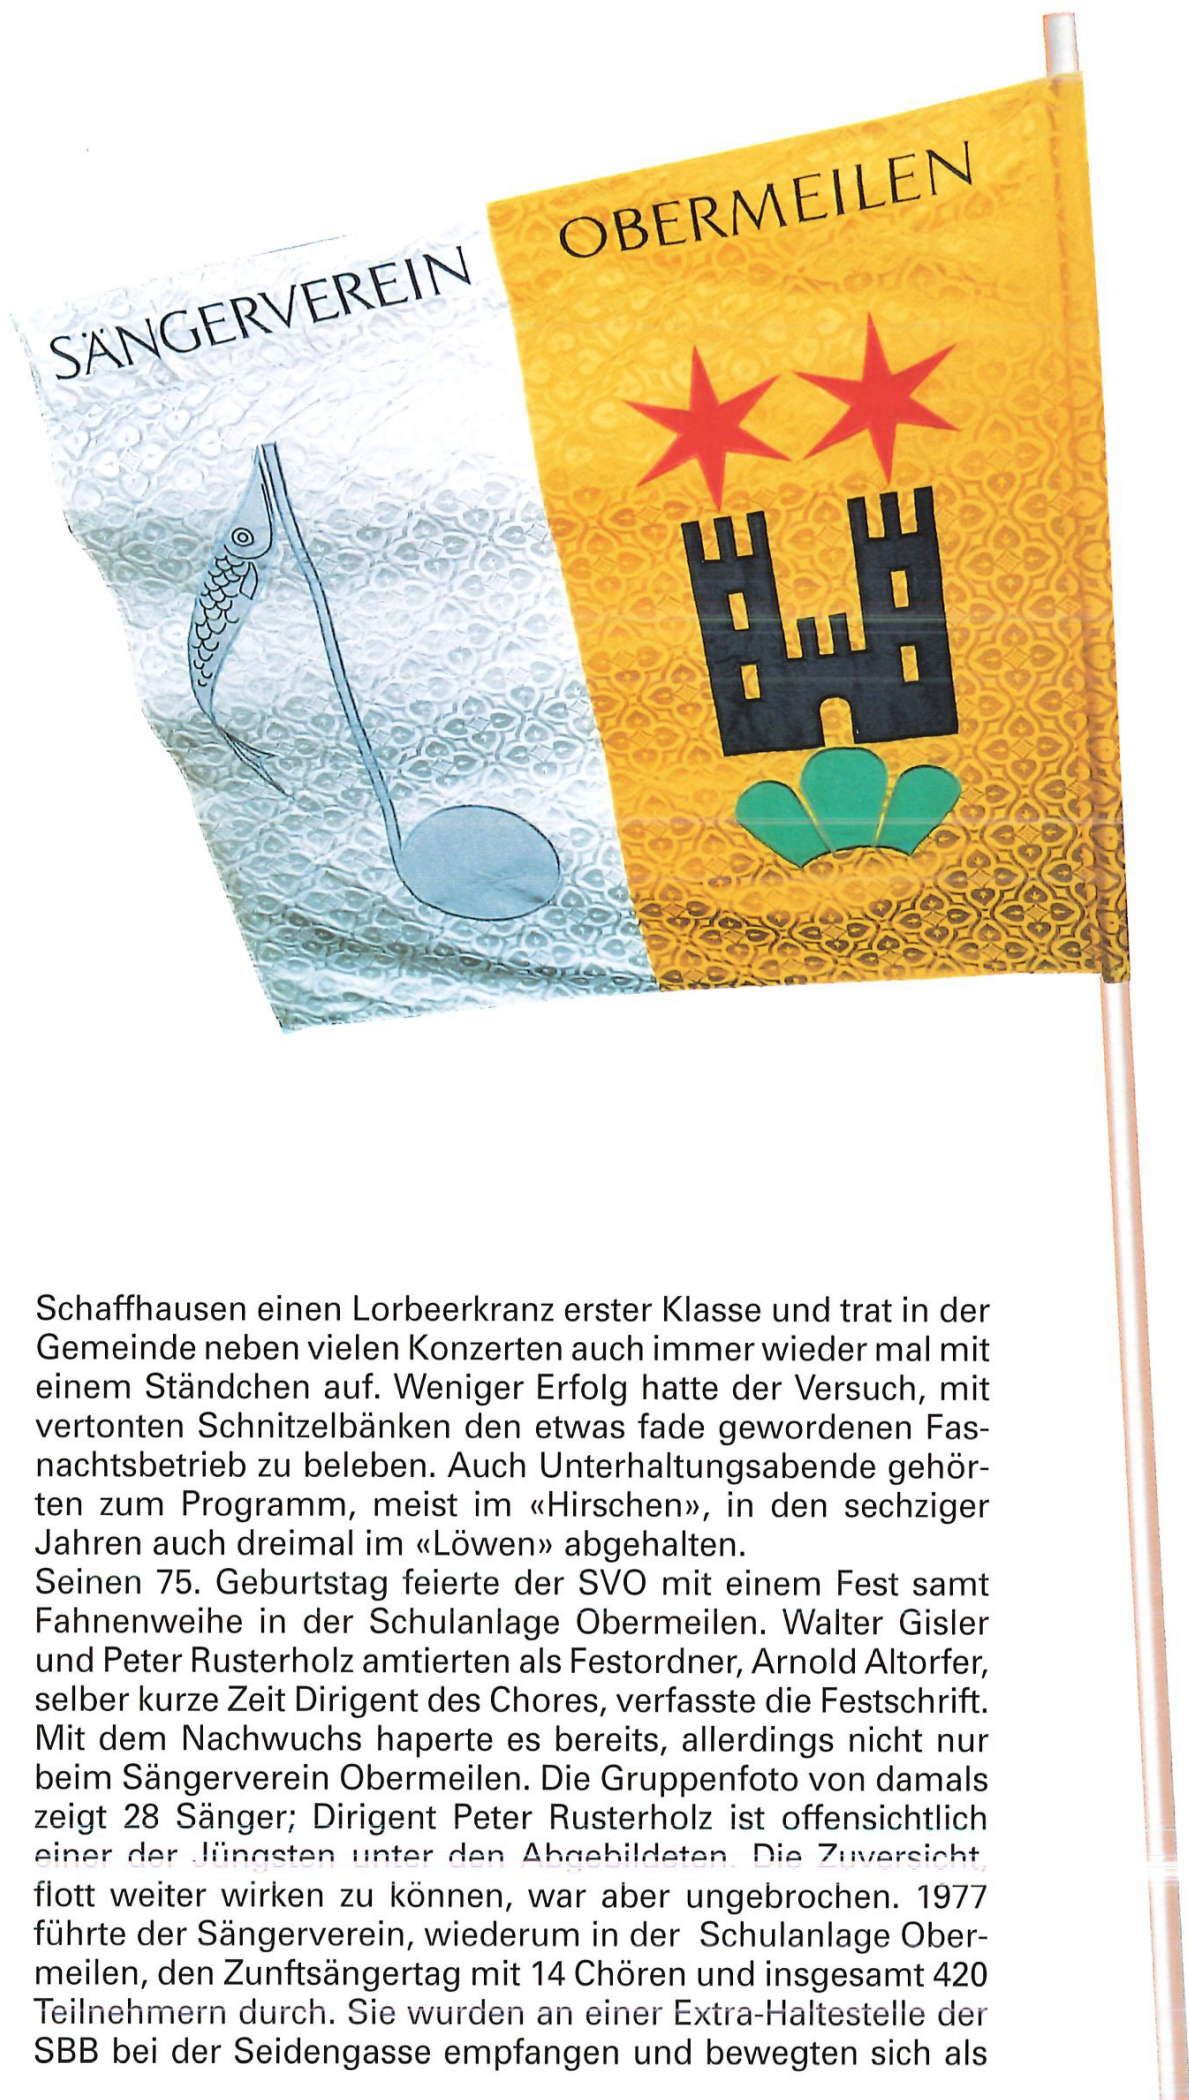 SÄNGERVEREIN
OBERMEILEN
Schaffhausen einen Lorbeerkranz erster Klasse und trat in der
Gemeinde neben vielen Konzerten auch immer wieder mal mit
einem Ständchen auf. Weniger Erfolg hatte der Versuch, mit
vertonten Schnitzelbänken den etwas fade gewordenen Fas-
nachtsbetrieb zu beleben. Auch Unterhaltungsabende gehör-
ten zum Programm, meist im «Hirschen», in den sechziger
Jahren auch dreimal im «Löwen» abgehalten.
Seinen 75. Geburtstag feierte der SVO mit einem Fest samt
Fahnenweihe in der Schulanlage Obermeilen. Walter Gisler
und Peter Rusterholz amtierten als Festordner, Arnold Altorfer,
selber kurze Zeit Dirigent des Chores, verfasste die Festschrift.
Mit dem Nachwuchs haperte es bereits, allerdings nicht nur
beim Sängerverein Obermeilen. Die Gruppenfoto von damals
zeigt 28 Sänger; Dirigent Peter Rusterholz ist offensichtlich
einer der Jüngsten unter den Abgebildeten. Die Zuversicht,
flott weiter wirken zu können, war aber ungebrochen. 1977
führte der Sängerverein, wiederum in der Schulanlage Ober-
meilen, den Zunftsängertag mit 14 Chören und insgesamt 420
Teilnehmern durch. Sie wurden an einer Extra-Haltestelle der
SBB bei der Seidengasse empfangen und bewegten sich als